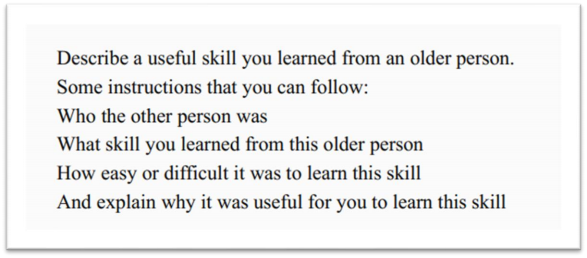 Describe a useful skill you learned from an older person.
Some instructions that you can follow:
Who the other person was
What skill you learned from this older person
How easy or difficult it was to learn this skill
And explain why it was useful for you to learn this skill